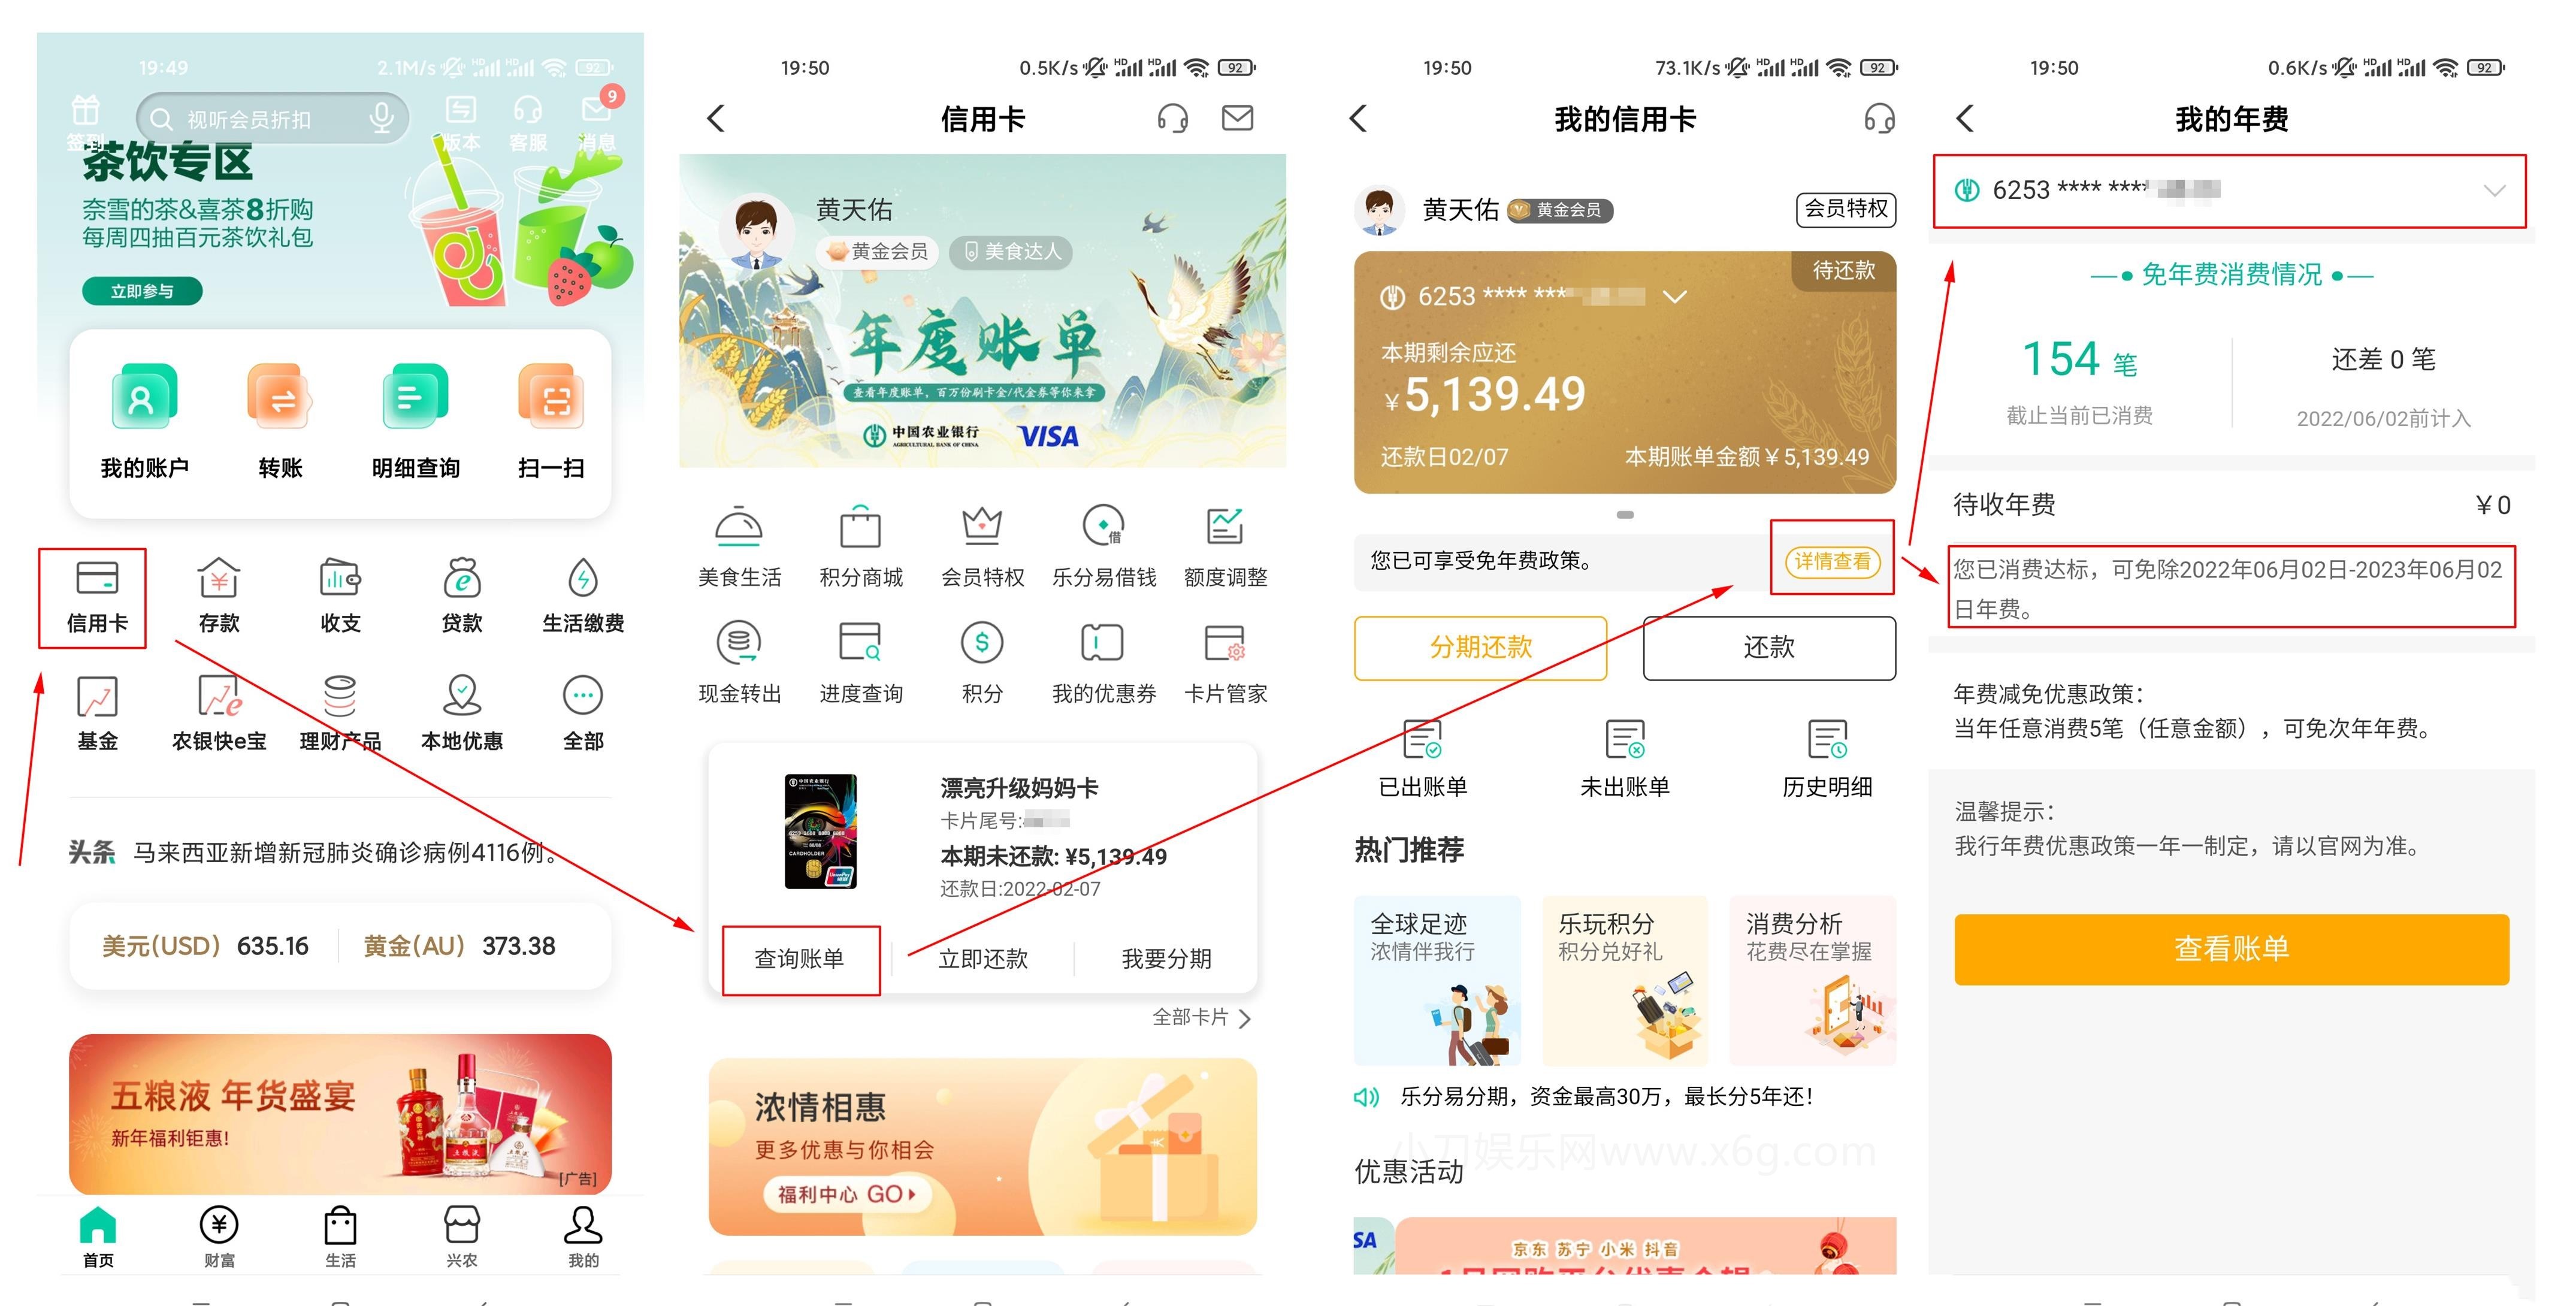 19:49
2.1M/s
92
签到
视听会员折扣
版本
客服
消息
9
茶饮专区
奈雪的茶&喜茶8折购
每周四抽百元茶饮礼包
立即参与
我的账户
转账
明细查询
扫一扫
信用卡
存款
收支
贷款
生活缴费
基金
农银快e宝
理财产品
本地优惠
全部
头条 马来西亚新增新冠肺炎确诊病例4116例。
美元(USD) 635.16
黄金(AU) 373.38
五粮液 年货盛宴
新年福利钜惠!
[广告]
首页
财富
生活
兴农
我的
19:50
0.5K/s
92
信用卡
黄天佑
黄金会员
美食达人
年度账单
查看年度账单，百万份刷卡金/代金券等你来拿
中国农业银行
AGRICULTURAL BANK OF CHINA
VISA
美食生活
积分商城
会员特权
乐分易借钱
额度调整
现金转出
进度查询
积分
我的优惠券
卡片管家
漂亮升级妈妈卡
卡片尾号:
本期未还款: ¥5,139.49
还款日:2022-02-07
查询账单
立即还款
我要分期
全部卡片
浓情相惠
更多优惠与你相会
福利中心 GO
19:50
73.1K/s
92
我的信用卡
黄天佑
黄金会员
会员特权
待还款
6253 **** ***
本期剩余应还
￥5,139.49
还款日02/07
本期账单金额￥5,139.49
您已可享受免年费政策。
详情查看
分期还款
还款
已出账单
未出账单
历史明细
热门推荐
全球足迹
浓情伴我行
乐玩积分
积分兑好礼
消费分析
花费尽在掌握
乐分易分期，资金最高30万，最长分5年还！
小刀娱乐网www.x6g.com
优惠活动
SA
京东 苏宁 小米 抖音
19:50
0.6K/s
92
我的年费
6253 **** ****
免年费消费情况
154 笔
截止当前已消费
还差 0 笔
2022/06/02前计入
待收年费
￥0
您已消费达标，可免除2022年06月02日-2023年06月02
日年费。
年费减免优惠政策：
当年任意消费5笔（任意金额），可免次年年费。
温馨提示：
我行年费优惠政策一年一制定，请以官网为准。
查看账单